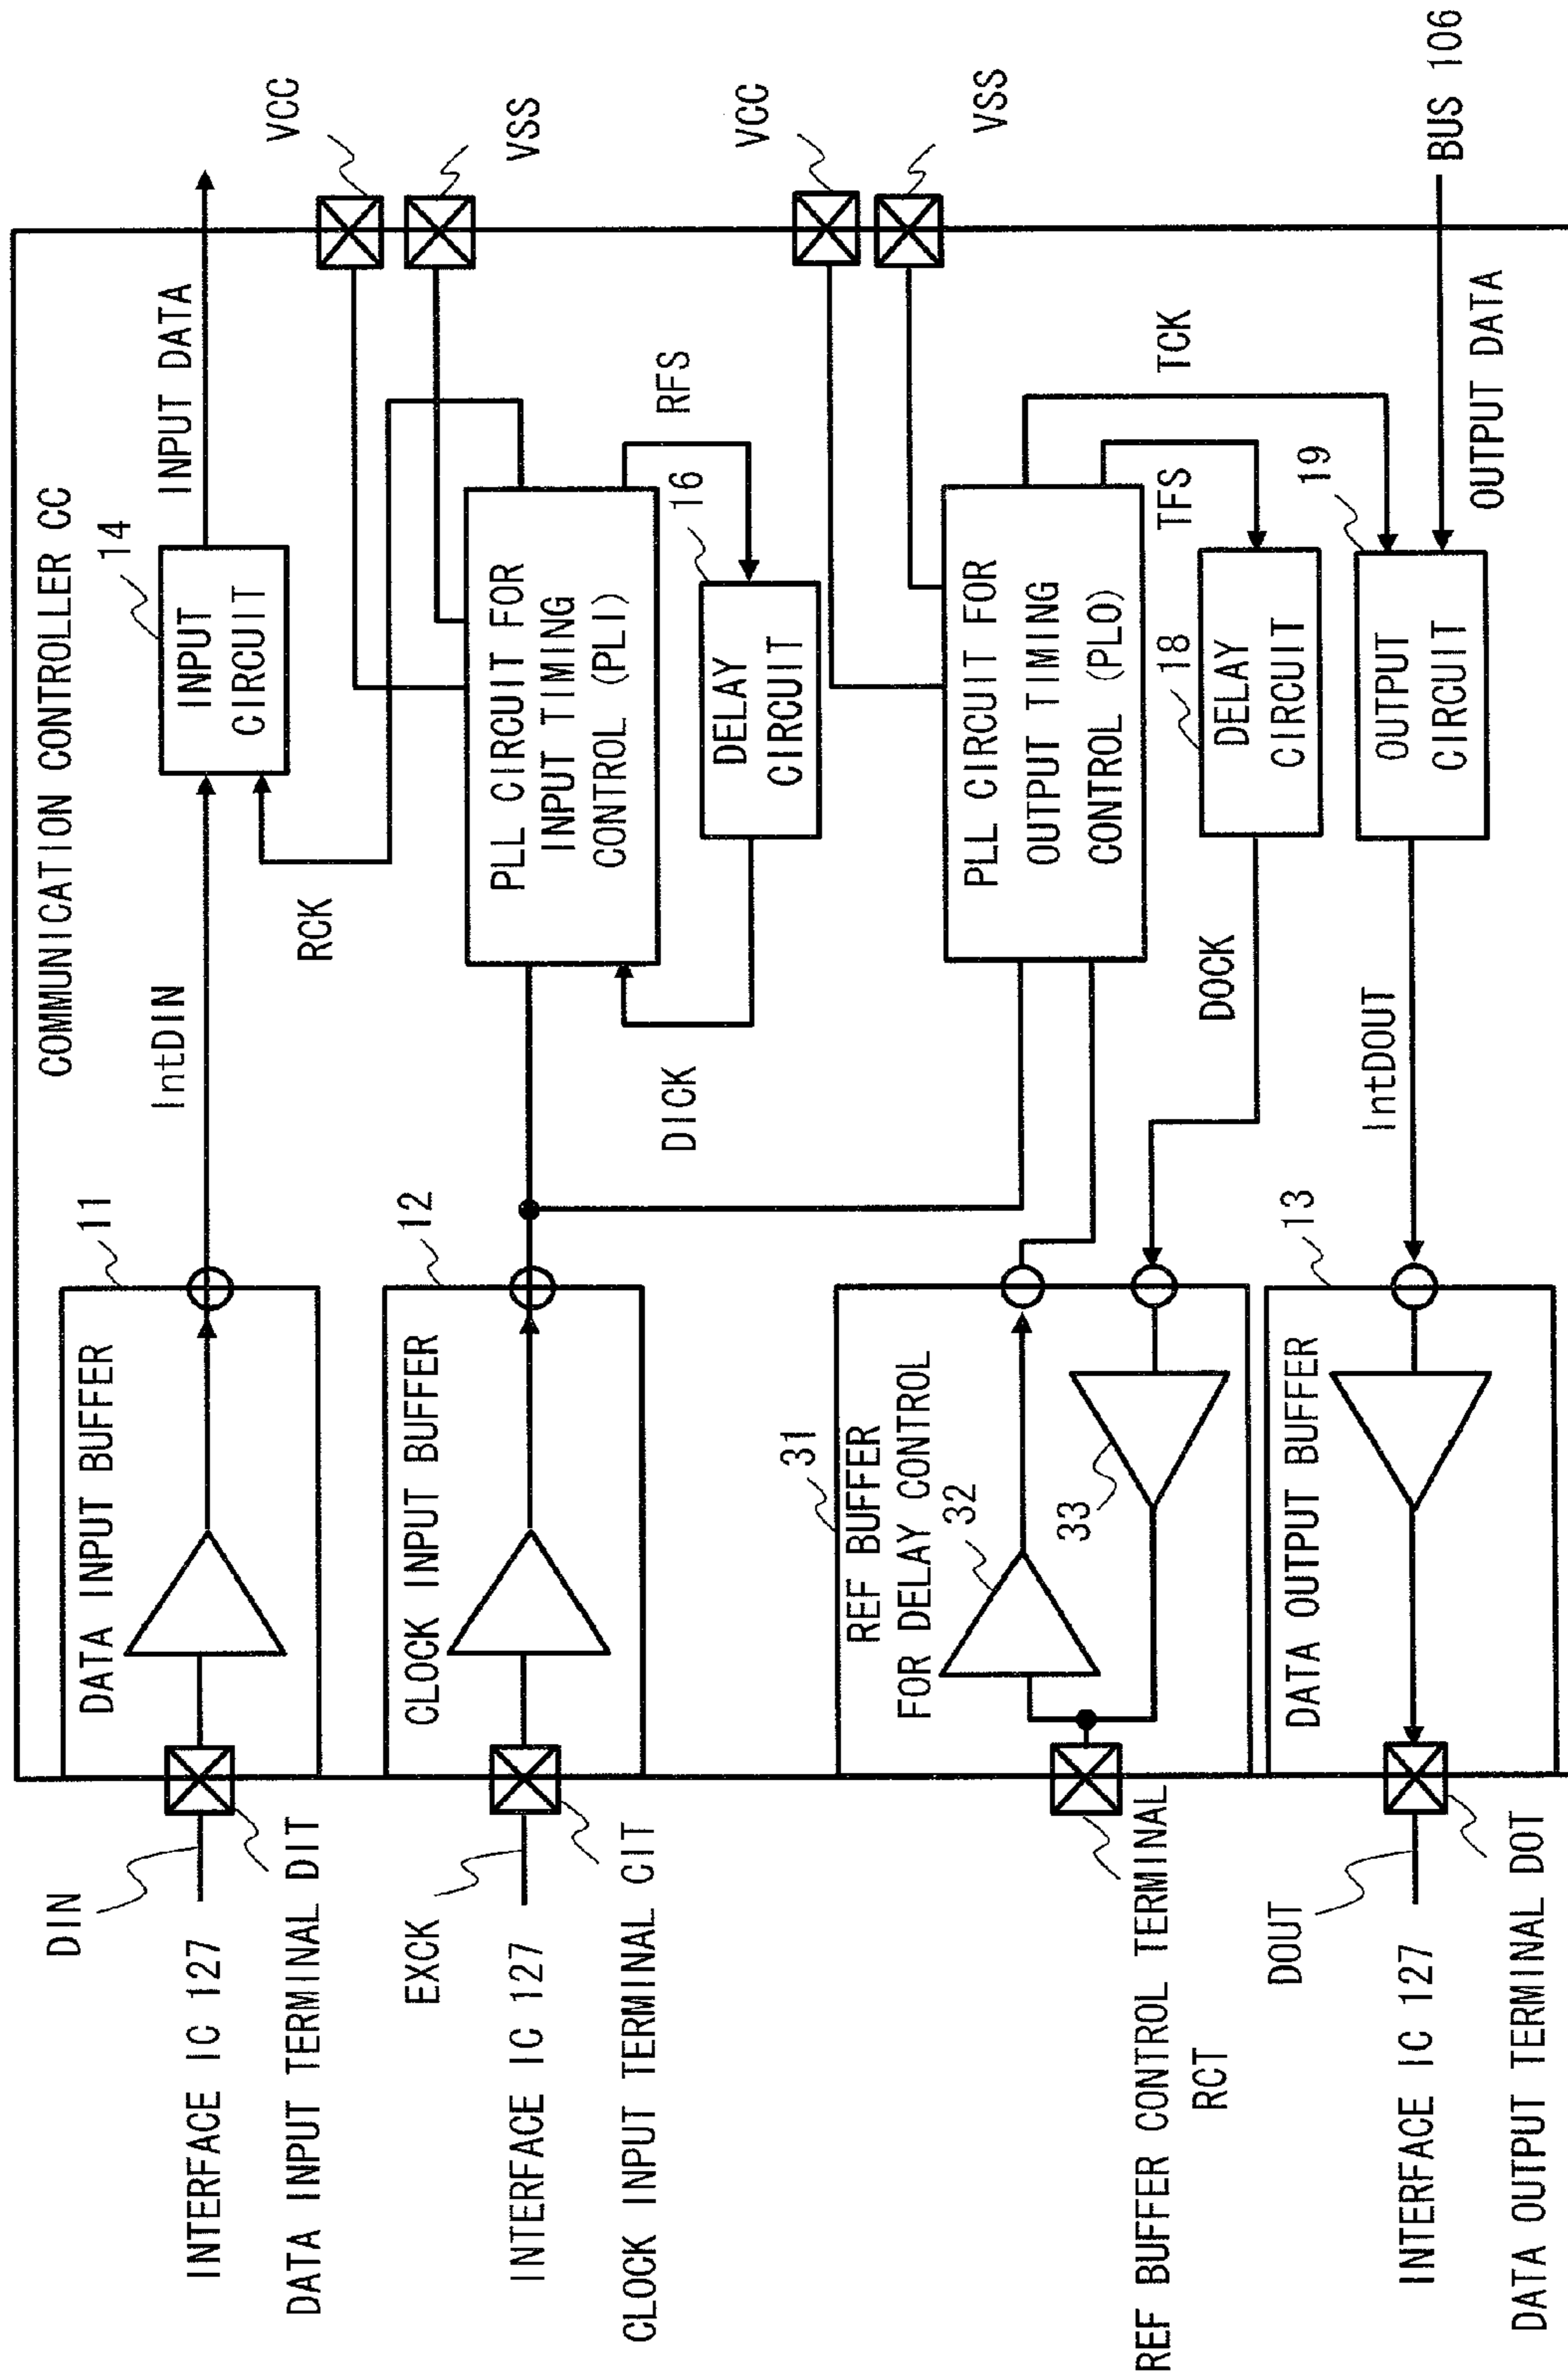 COMMUNICATION CONTROLLER CC
DIN
INTERFACE IC 127
DATA INPUT TERMINAL DIT
DATA INPUT BUFFER
11
IntDIN
14
INPUT
CIRCUIT
INPUT DATA
RCK
VCC
VSS
EXCK
INTERFACE IC 127
CLOCK INPUT TERMINAL CIT
CLOCK INPUT BUFFER
12
PLL CIRCUIT FOR
INPUT TIMING
CONTROL (PLI)
RFS
16
DELAY
CIRCUIT
DICK
VCC
VSS
REF BUFFER CONTROL TERMINAL
RCT
31
REF BUFFER
FOR DELAY CONTROL
32
33
PLL CIRCUIT FOR
OUTPUT TIMING
CONTROL (PLO)
TCK
TFS
18
DELAY
CIRCUIT
DOCK
DOUT
INTERFACE IC 127
DATA OUTPUT TERMINAL DOT
DATA OUTPUT BUFFER
13
IntDOUT
19
OUTPUT
CIRCUIT
OUTPUT DATA
BUS 106